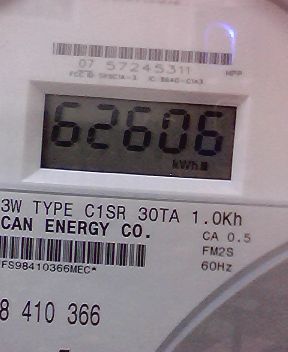 07 57245311
MPP
62606
kWh
3W TYPE C1SR 30TA 1.0Kh
CAN ENERGY CO.
CA 0.5
FM2S
FS98410366MEC*
60Hz
8 410 366